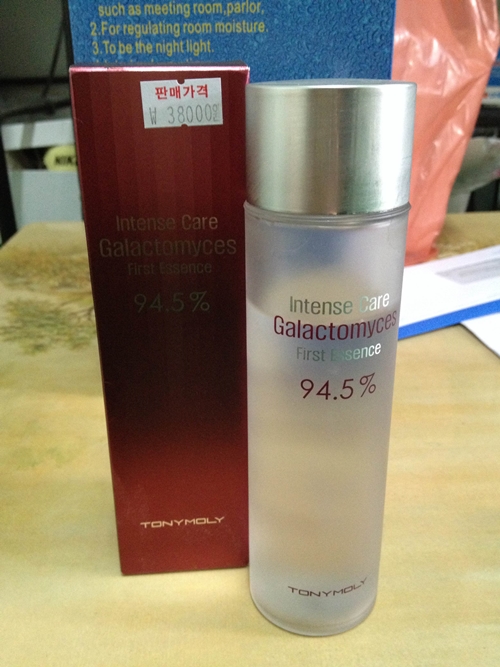 such as meeting room,parlor,
2.For regulating room moisture.
3.To be the night light.
판매가격
₩ 38000원
Intense Care
Galactomyces
First Essence
94.5%
TONYMOLY
Intense Care
Galactomyces
First Essence
94.5%
TONYMOLY